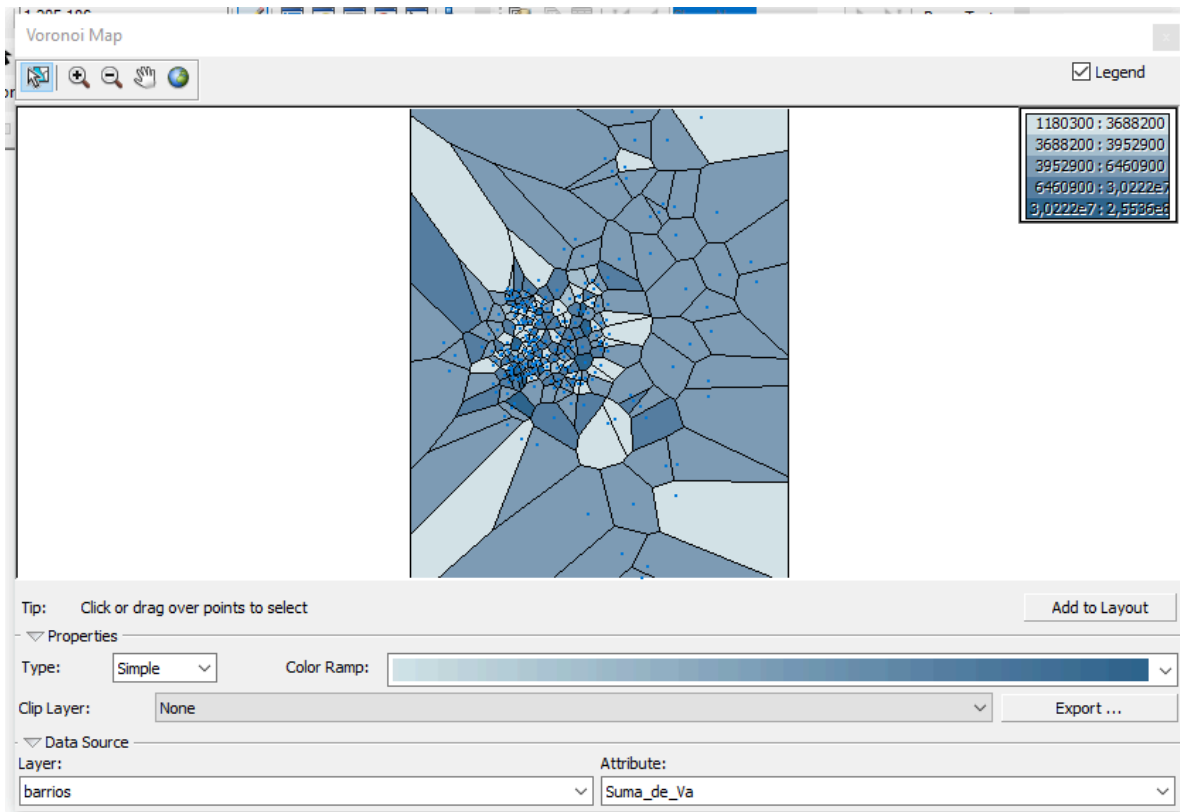 Voronoi Map
Legend
1180300 : 3688200
3688200 : 3952900
3952900 : 6460900
6460900 : 3,0222e7
3,0222e7 : 2,5536e8
Tip: Click or drag over points to select
Add to Layout
Properties
Type: Simple Color Ramp:
Clip Layer: None Export ...
Data Source
Layer: Attribute:
barrios Suma_de_Va